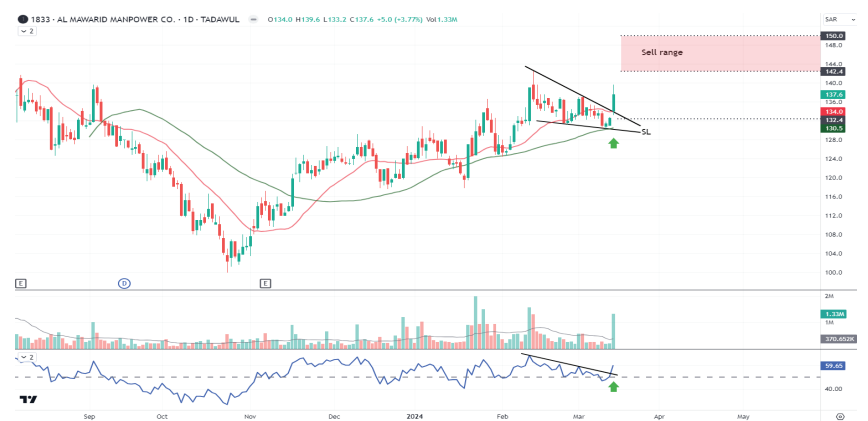 1833 · AL MAWARID MANPOWER CO. · 1D · TADAWUL O134.0 H139.6 L133.2 C137.6 +5.0 (+3.77%) Vol1.33M SAR
2
150.0
148.0
Sell range
144.0
142.4
140.0
137.6
136.0
134.0
132.4
130.5
SL
128.0
124.0
120.0
116.0
112.0
108.0
104.0
100.0
E D E
2M
1.33M
1M
370.652K
2
59.65
40.00
Sep Oct Nov Dec 2024 Feb Mar Apr May